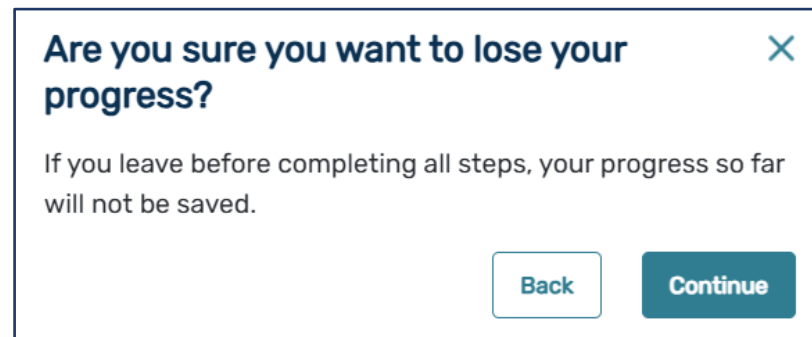 Are you sure you want to lose your
progress?
If you leave before completing all steps, your progress so far
will not be saved.
Back
Continue